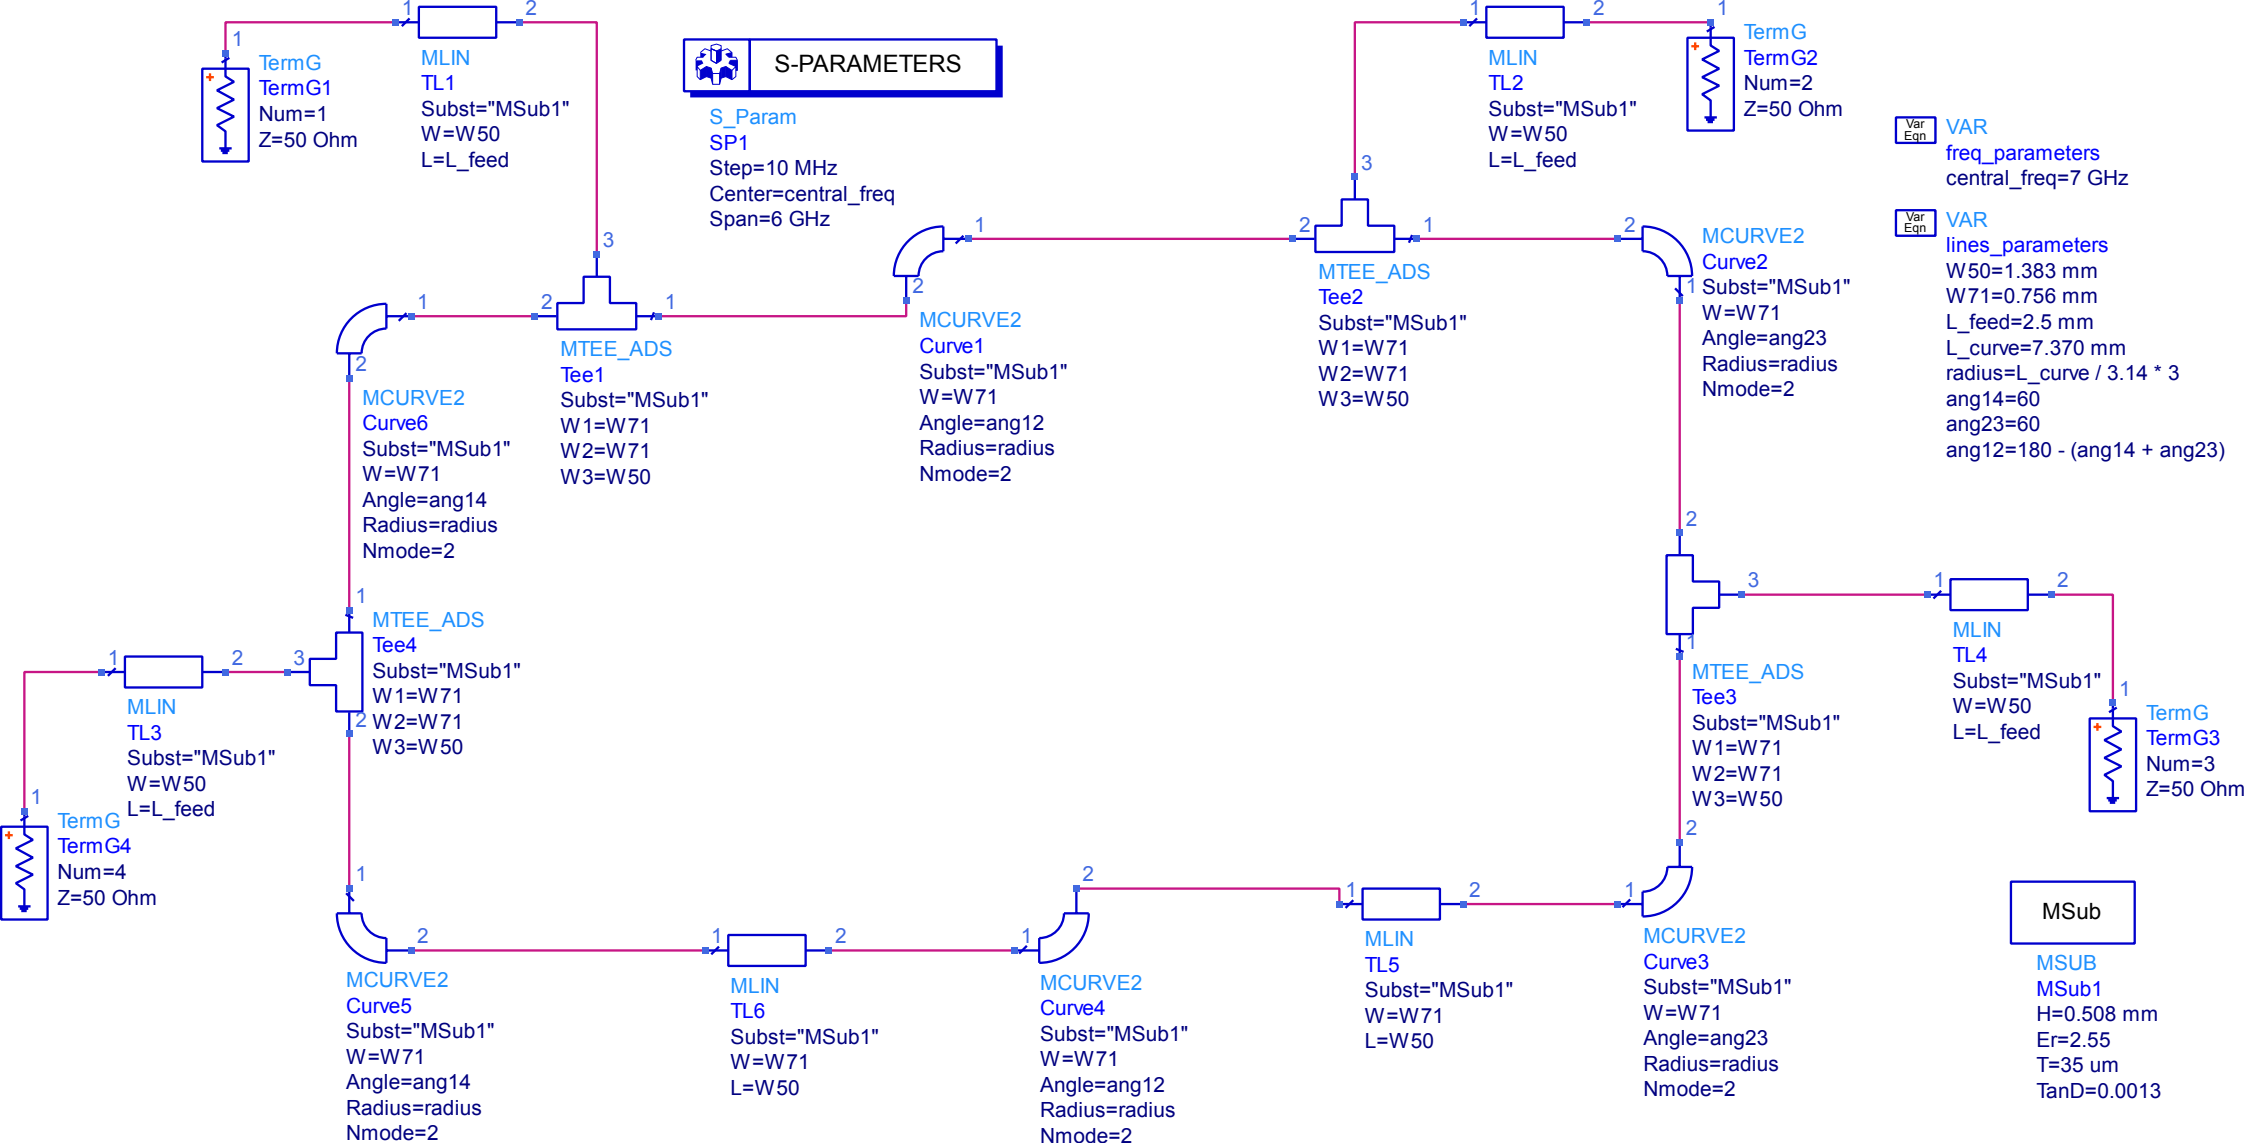 1
2
MLIN
TL1
Subst="MSub1"
W=W50
L=L_feed
1
TermG
TermG1
Num=1
Z=50 Ohm
S-PARAMETERS
S_Param
SP1
Step=10 MHz
Center=central_freq
Span=6 GHz
1
2
MLIN
TL2
Subst="MSub1"
W=W50
L=L_feed
1
TermG
TermG2
Num=2
Z=50 Ohm
Var
Eqn
VAR
freq_parameters
central_freq=7 GHz
Var
Eqn
VAR
lines_parameters
W50=1.383 mm
W71=0.756 mm
L_feed=2.5 mm
L_curve=7.370 mm
radius=L_curve / 3.14 * 3
ang14=60
ang23=60
ang12=180 - (ang14 + ang23)
1
2
MCURVE2
Curve6
Subst="MSub1"
W=W71
Angle=ang14
Radius=radius
Nmode=2
3
2
1
MTEE_ADS
Tee1
Subst="MSub1"
W1=W71
W2=W71
W3=W50
1
2
MCURVE2
Curve1
Subst="MSub1"
W=W71
Angle=ang12
Radius=radius
Nmode=2
3
2
1
MTEE_ADS
Tee2
Subst="MSub1"
W1=W71
W2=W71
W3=W50
2
1
MCURVE2
Curve2
Subst="MSub1"
W=W71
Angle=ang23
Radius=radius
Nmode=2
1
2
3
MTEE_ADS
Tee4
Subst="MSub1"
W1=W71
W2=W71
W3=W50
1
2
MLIN
TL3
Subst="MSub1"
W=W50
L=L_feed
1
TermG
TermG4
Num=4
Z=50 Ohm
2
3
1
MTEE_ADS
Tee3
Subst="MSub1"
W1=W71
W2=W71
W3=W50
1
2
MLIN
TL4
Subst="MSub1"
W=W50
L=L_feed
1
TermG
TermG3
Num=3
Z=50 Ohm
1
2
MCURVE2
Curve5
Subst="MSub1"
W=W71
Angle=ang14
Radius=radius
Nmode=2
1
2
MLIN
TL6
Subst="MSub1"
W=W71
L=W50
1
2
MCURVE2
Curve4
Subst="MSub1"
W=W71
Angle=ang12
Radius=radius
Nmode=2
1
2
MLIN
TL5
Subst="MSub1"
W=W71
L=W50
2
1
MCURVE2
Curve3
Subst="MSub1"
W=W71
Angle=ang23
Radius=radius
Nmode=2
MSub
MSUB
MSub1
H=0.508 mm
Er=2.55
T=35 um
TanD=0.0013